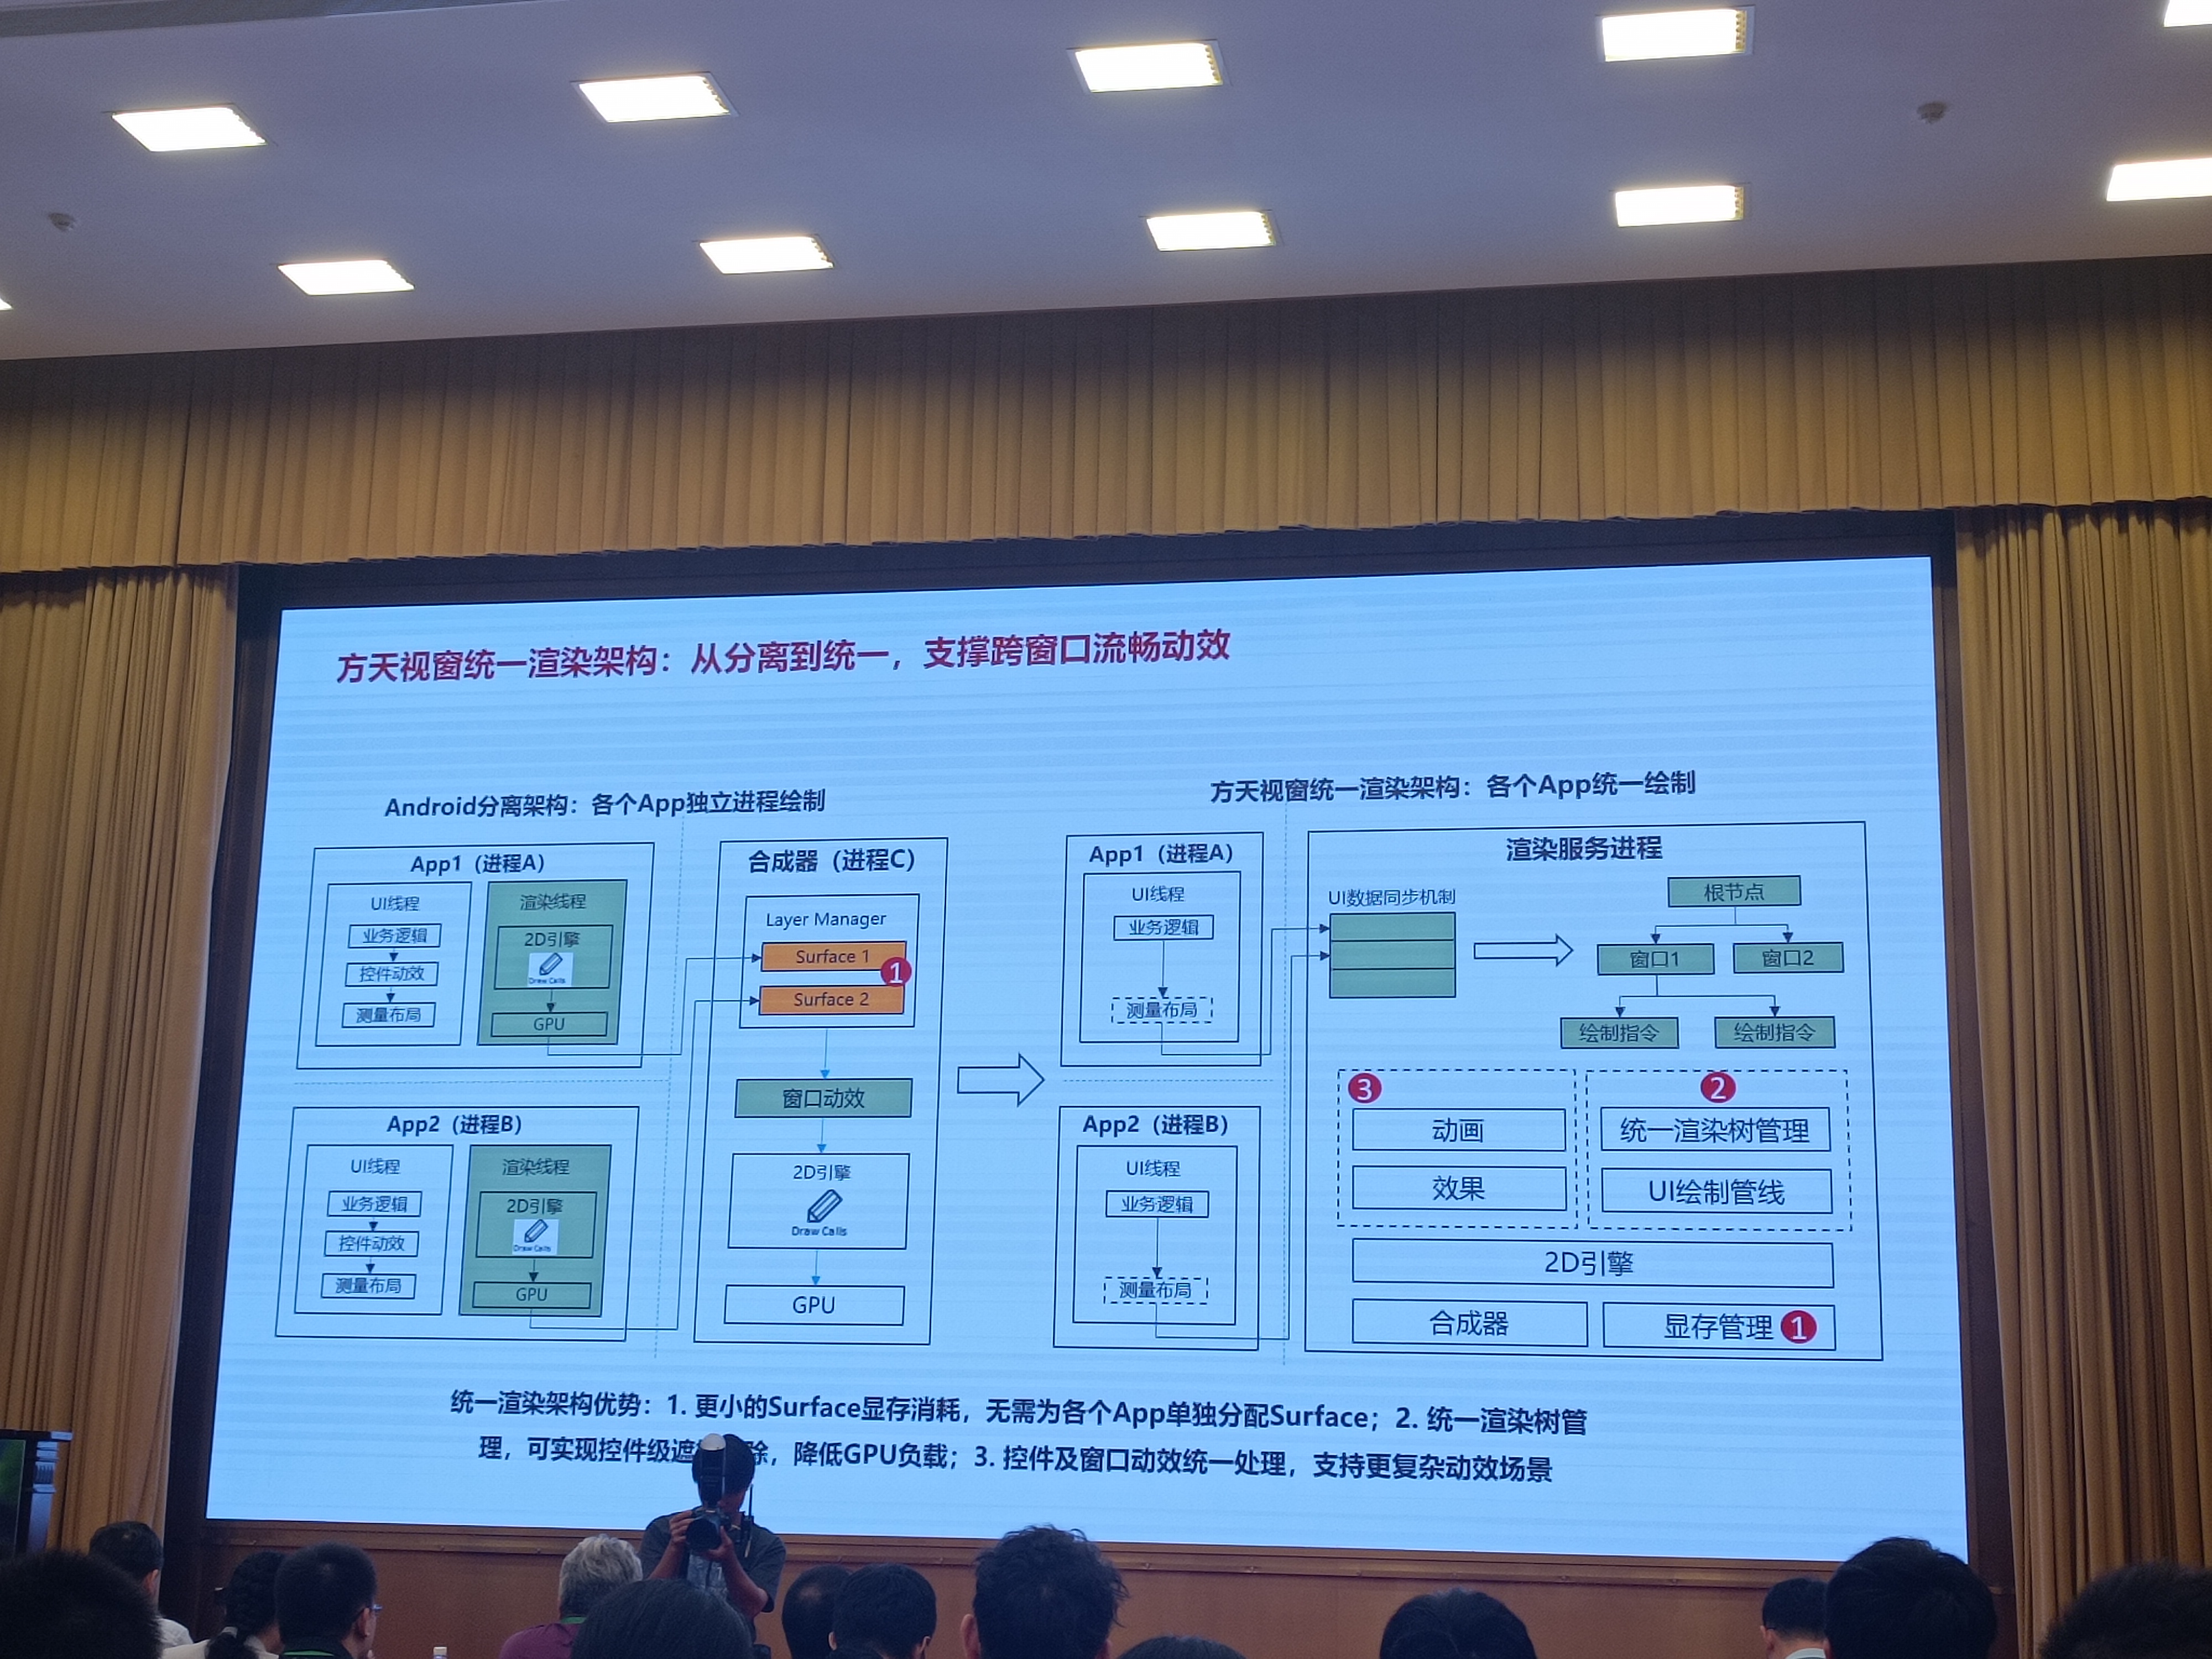 方天视窗统一渲染架构：从分离到统一，支撑跨窗口流畅动效
Android分离架构：各个App独立进程绘制
App1（进程A）
UI线程
业务逻辑
控件动效
测量布局
渲染线程
2D引擎
Draw Calls
GPU
App2（进程B）
UI线程
业务逻辑
控件动效
测量布局
渲染线程
2D引擎
Draw Calls
GPU
合成器（进程C）
Layer Manager
Surface 1
1
Surface 2
窗口动效
2D引擎
Draw Calls
GPU
方天视窗统一渲染架构：各个App统一绘制
App1（进程A）
UI线程
业务逻辑
测量布局
App2（进程B）
UI线程
业务逻辑
测量布局
渲染服务进程
UI数据同步机制
根节点
窗口1
窗口2
绘制指令
绘制指令
3
动画
效果
2
统一渲染树管理
UI绘制管线
2D引擎
合成器
显存管理 1
统一渲染架构优势：1. 更小的Surface显存消耗，无需为各个App单独分配Surface；2. 统一渲染树管
理，可实现控件级遮除，降低GPU负载；3. 控件及窗口动效统一处理，支持更复杂动效场景